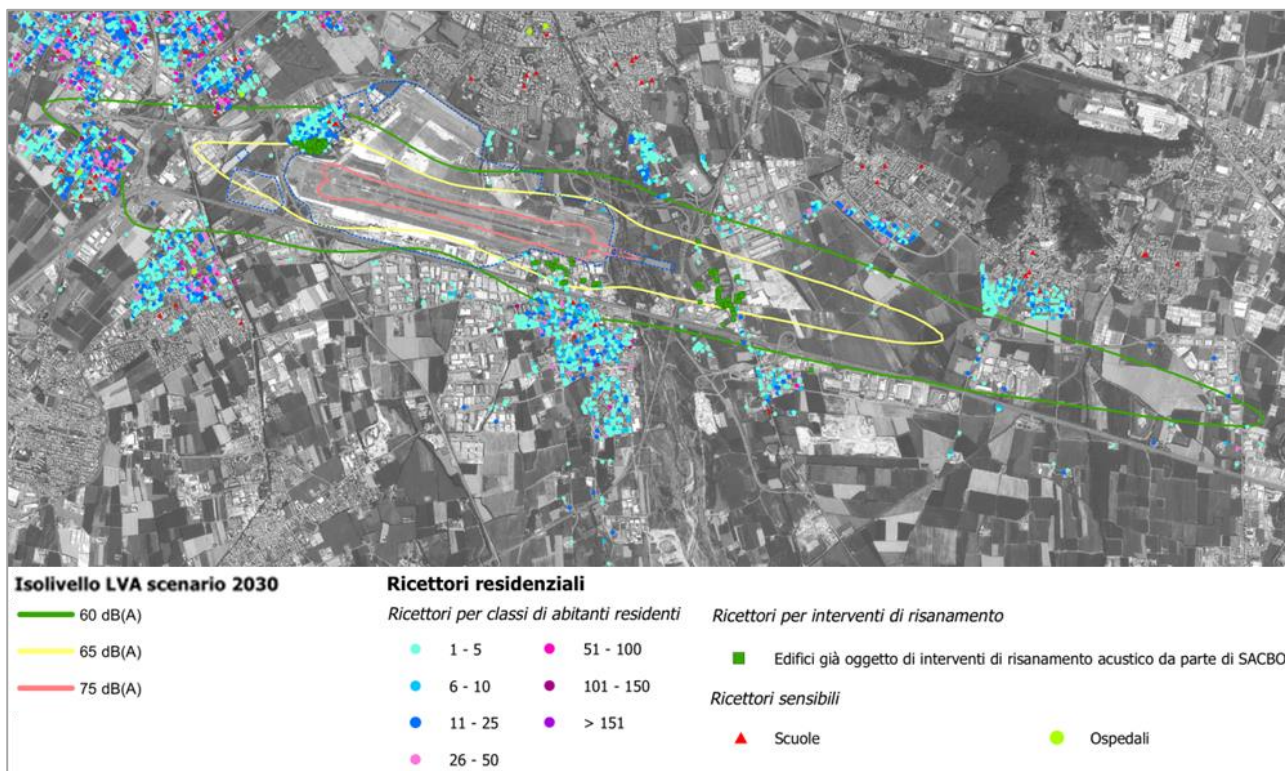 Isolivello LVA scenario 2030
60 dB(A)
65 dB(A)
75 dB(A)
Ricettori residenziali
Ricettori per classi di abitanti residenti
1 - 5
6 - 10
11 - 25
26 - 50
51 - 100
101 - 150
> 151
Ricettori per interventi di risanamento
Edifici già oggetto di interventi di risanamento acustico da parte di SACBO
Ricettori sensibili
Scuole
Ospedali